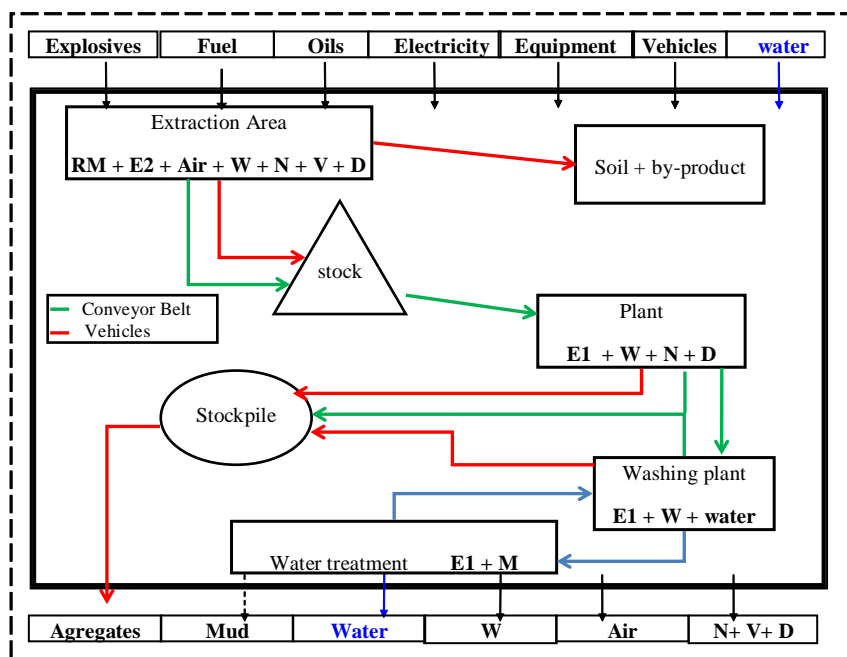 Explosives
Fuel
Oils
Electricity
Equipment
Vehicles
water
Extraction Area
RM + E2 + Air + W + N + V + D
Soil + by-product
stock
Conveyor Belt
Vehicles
Plant
E1 + W + N + D
Stockpile
Washing plant
E1 + W + water
Water treatment E1 + M
Agregates
Mud
Water
W
Air
N+ V+ D